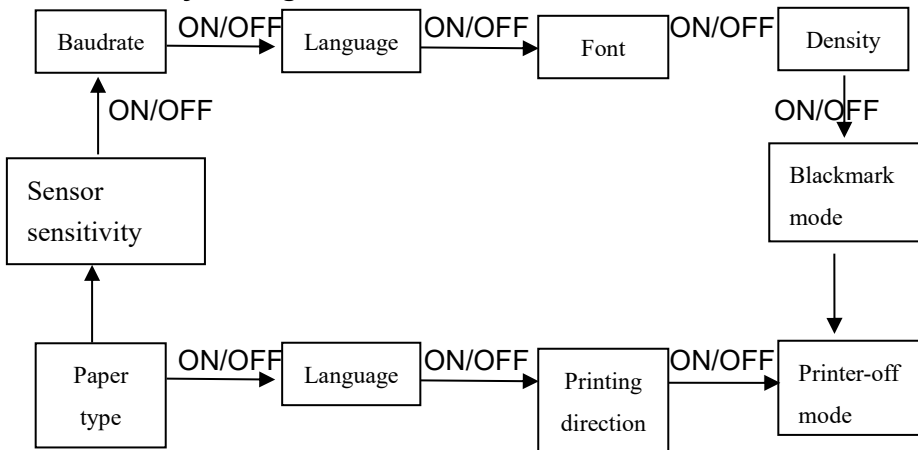 Baudrate ON/OFF Language ON/OFF Font ON/OFF Density
ON/OFF ON/OFF
Sensor
sensitivity
Blackmark
mode
Paper
type
ON/OFF Language ON/OFF
Printing
direction
ON/OFF
Printer-off
mode